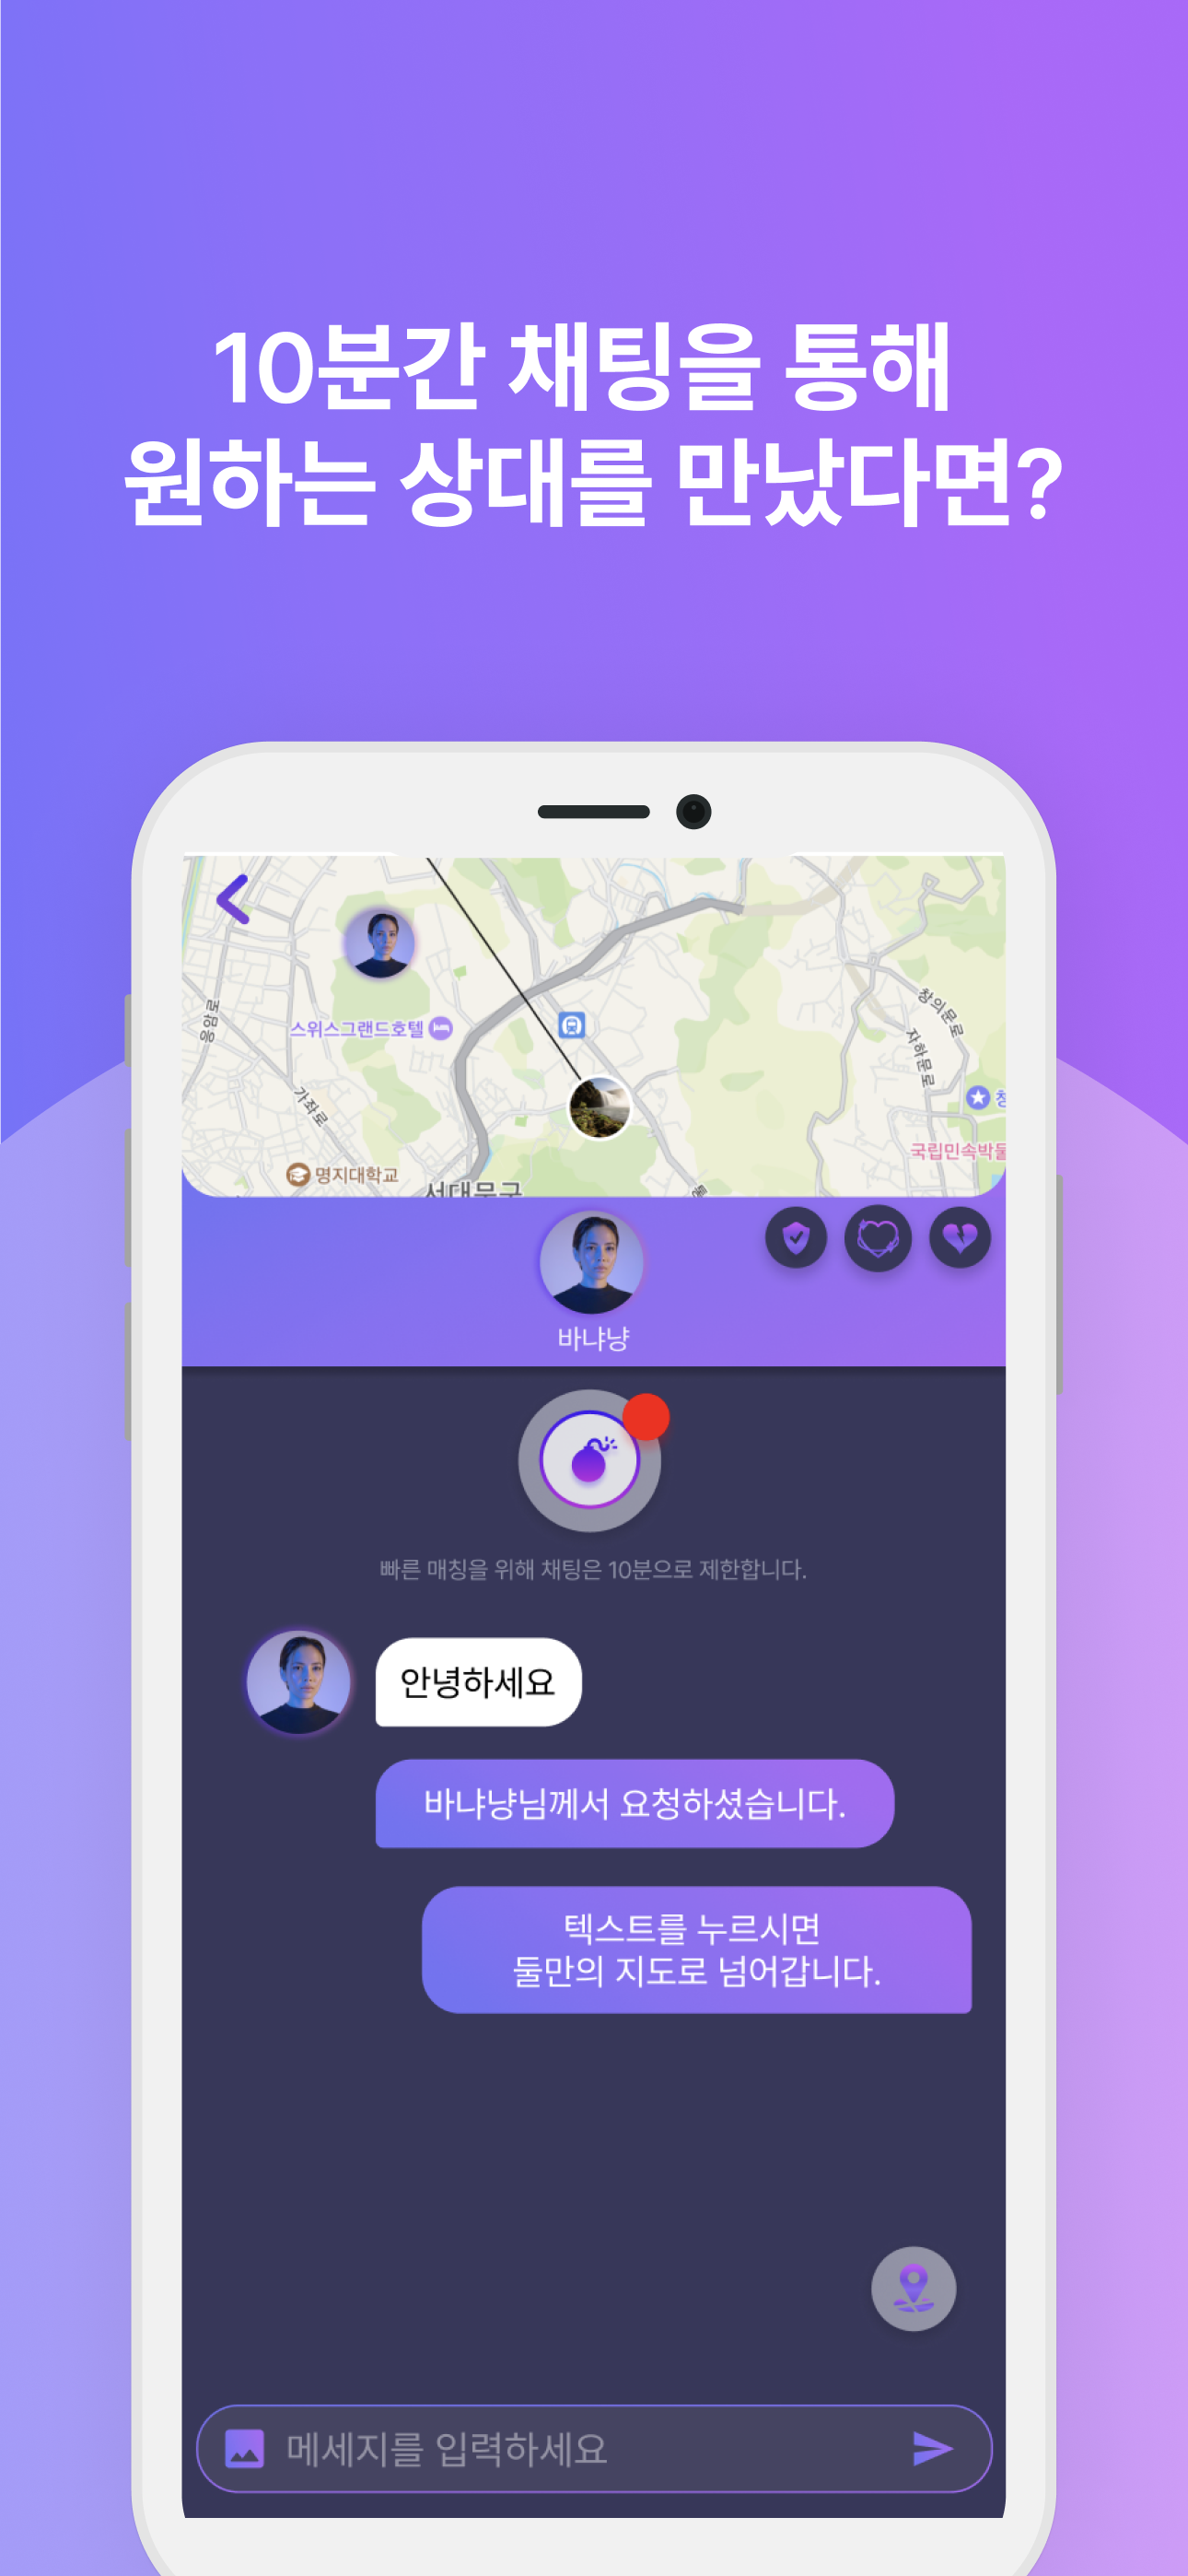 10분간 채팅을 통해
원하는 상대를 만났다면?
응암로
스위스그랜드호텔
가좌로
명지대학교
서대문구
창의문로
자하문로
국립민속박물
바냐냥
빠른 매칭을 위해 채팅은 10분으로 제한합니다.
안녕하세요
바냐냥님께서 요청하셨습니다.
텍스트를 누르시면
둘만의 지도로 넘어갑니다.
메세지를 입력하세요